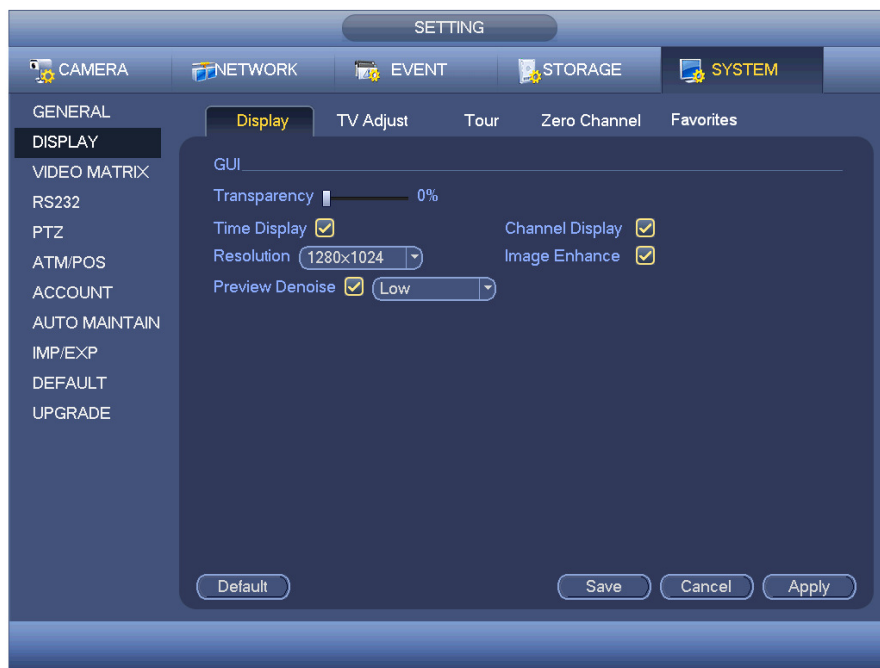 SETTING
CAMERA NETWORK EVENT STORAGE SYSTEM
GENERAL
DISPLAY
VIDEO MATRIX
RS232
PTZ
ATM/POS
ACCOUNT
AUTO MAINTAIN
IMP/EXP
DEFAULT
UPGRADE
Display TV Adjust Tour Zero Channel Favorites
GUI
Transparency 0%
Time Display Channel Display
Resolution 1280×1024 Image Enhance
Preview Denoise Low
Default Save Cancel Apply